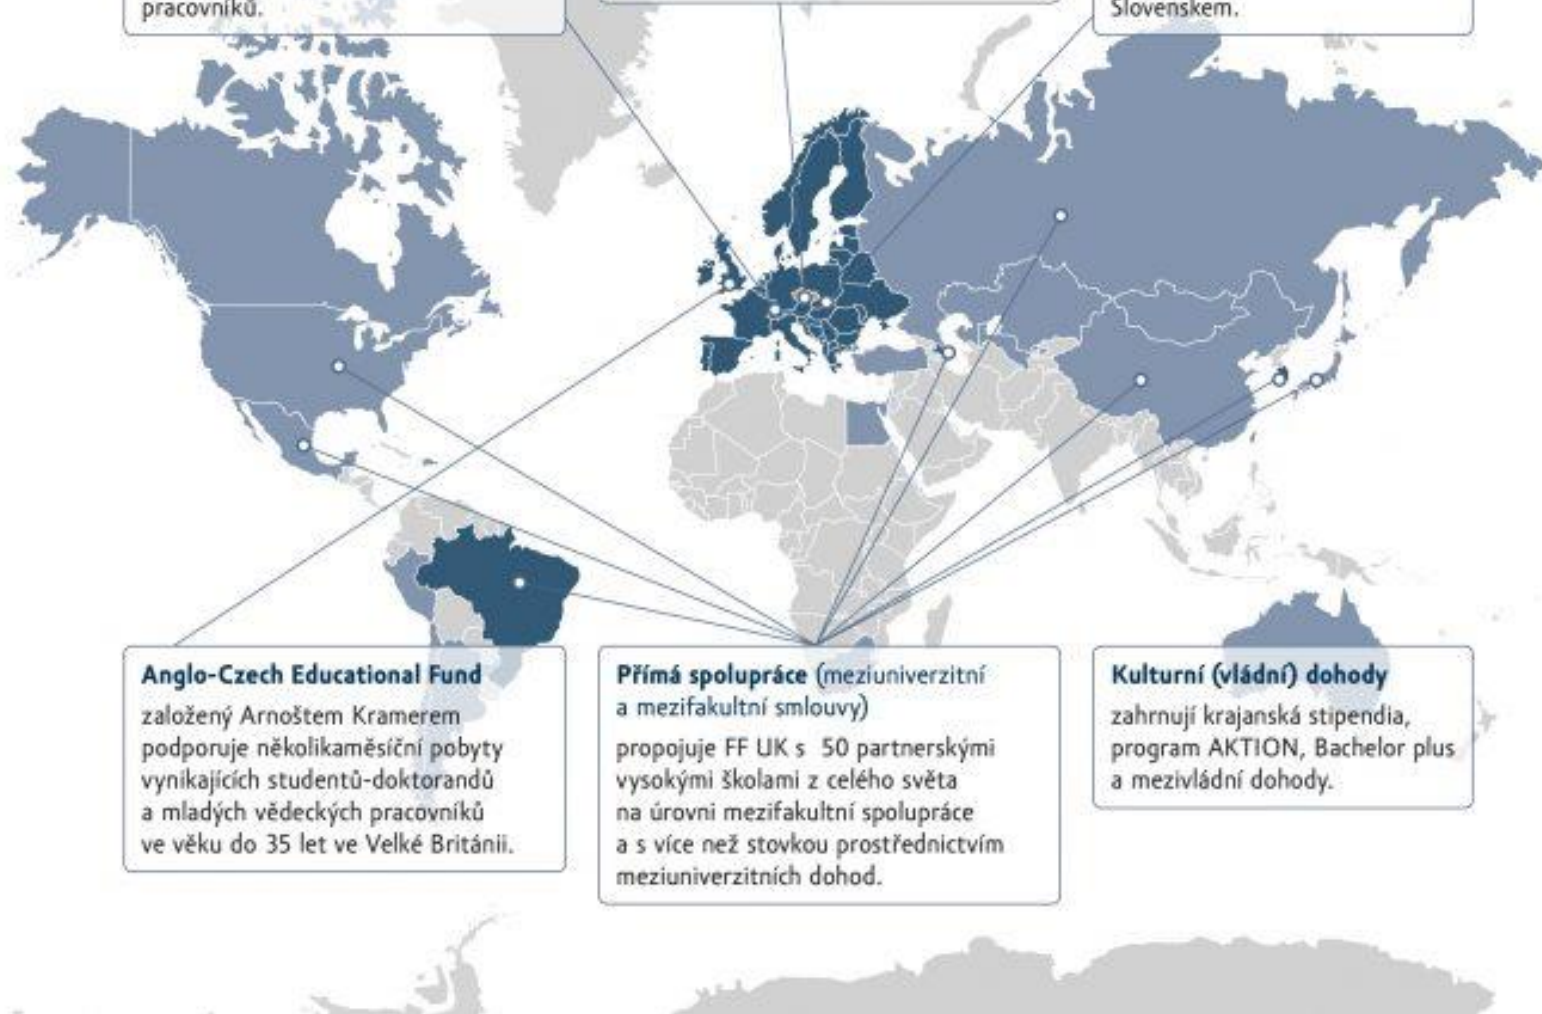 pracovníků.
Slovenskem.
Anglo-Czech Educational Fund
založený Arnoštem Kramerem
podporuje několikaměsíční pobyty
vynikajících studentů-doktorandů
a mladých vědeckých pracovníků
ve věku do 35 let ve Velké Británii.
Přímá spolupráce (meziuniverzitní
a mezifakultní smlouvy)
propojuje FF UK s 50 partnerskými
vysokými školami z celého světa
na úrovni mezifakultní spolupráce
a s více než stovkou prostřednictvím
meziuniverzitních dohod.
Kulturní (vládní) dohody
zahrnují krajanská stipendia,
program AKTION, Bachelor plus
a mezivládní dohody.